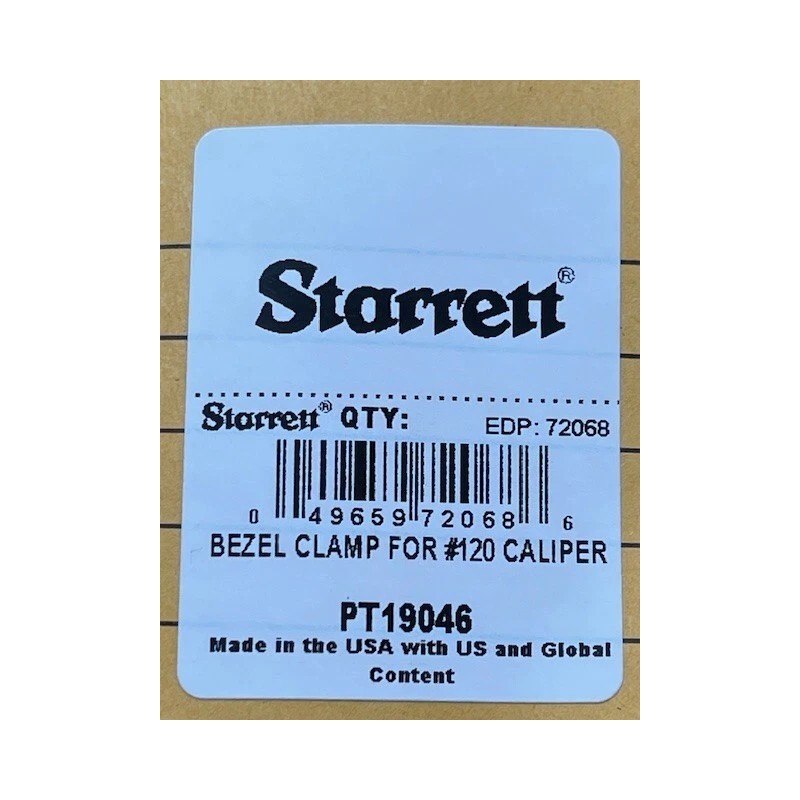 Starrett®
Starrett® QTY: EDP: 72068
0 49659 72068 6
BEZEL CLAMP FOR #120 CALIPER
PT19046
Made in the USA with US and Global
Content